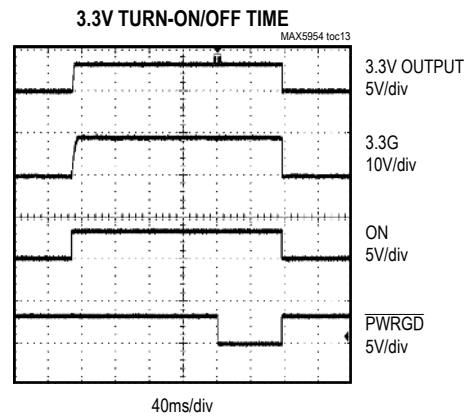 3.3V TURN-ON/OFF TIME
MAX5954 toc13
3.3V OUTPUT
5V/div
3.3G
10V/div
ON
5V/div
PWRGD
5V/div
40ms/div